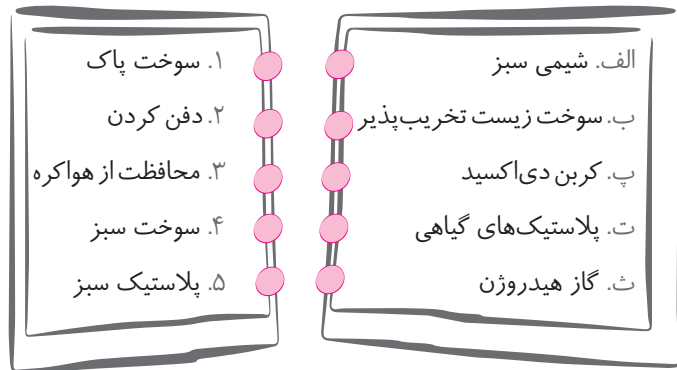 الف. شیمی سبز
ب. سوخت زیست تخریب‌پذیر
پ. کربن دی‌اکسید
ت. پلاستیک‌های گیاهی
ث. گاز هیدروژن
۱. سوخت پاک
۲. دفن کردن
۳. محافظت از هواکره
۴. سوخت سبز
۵. پلاستیک سبز